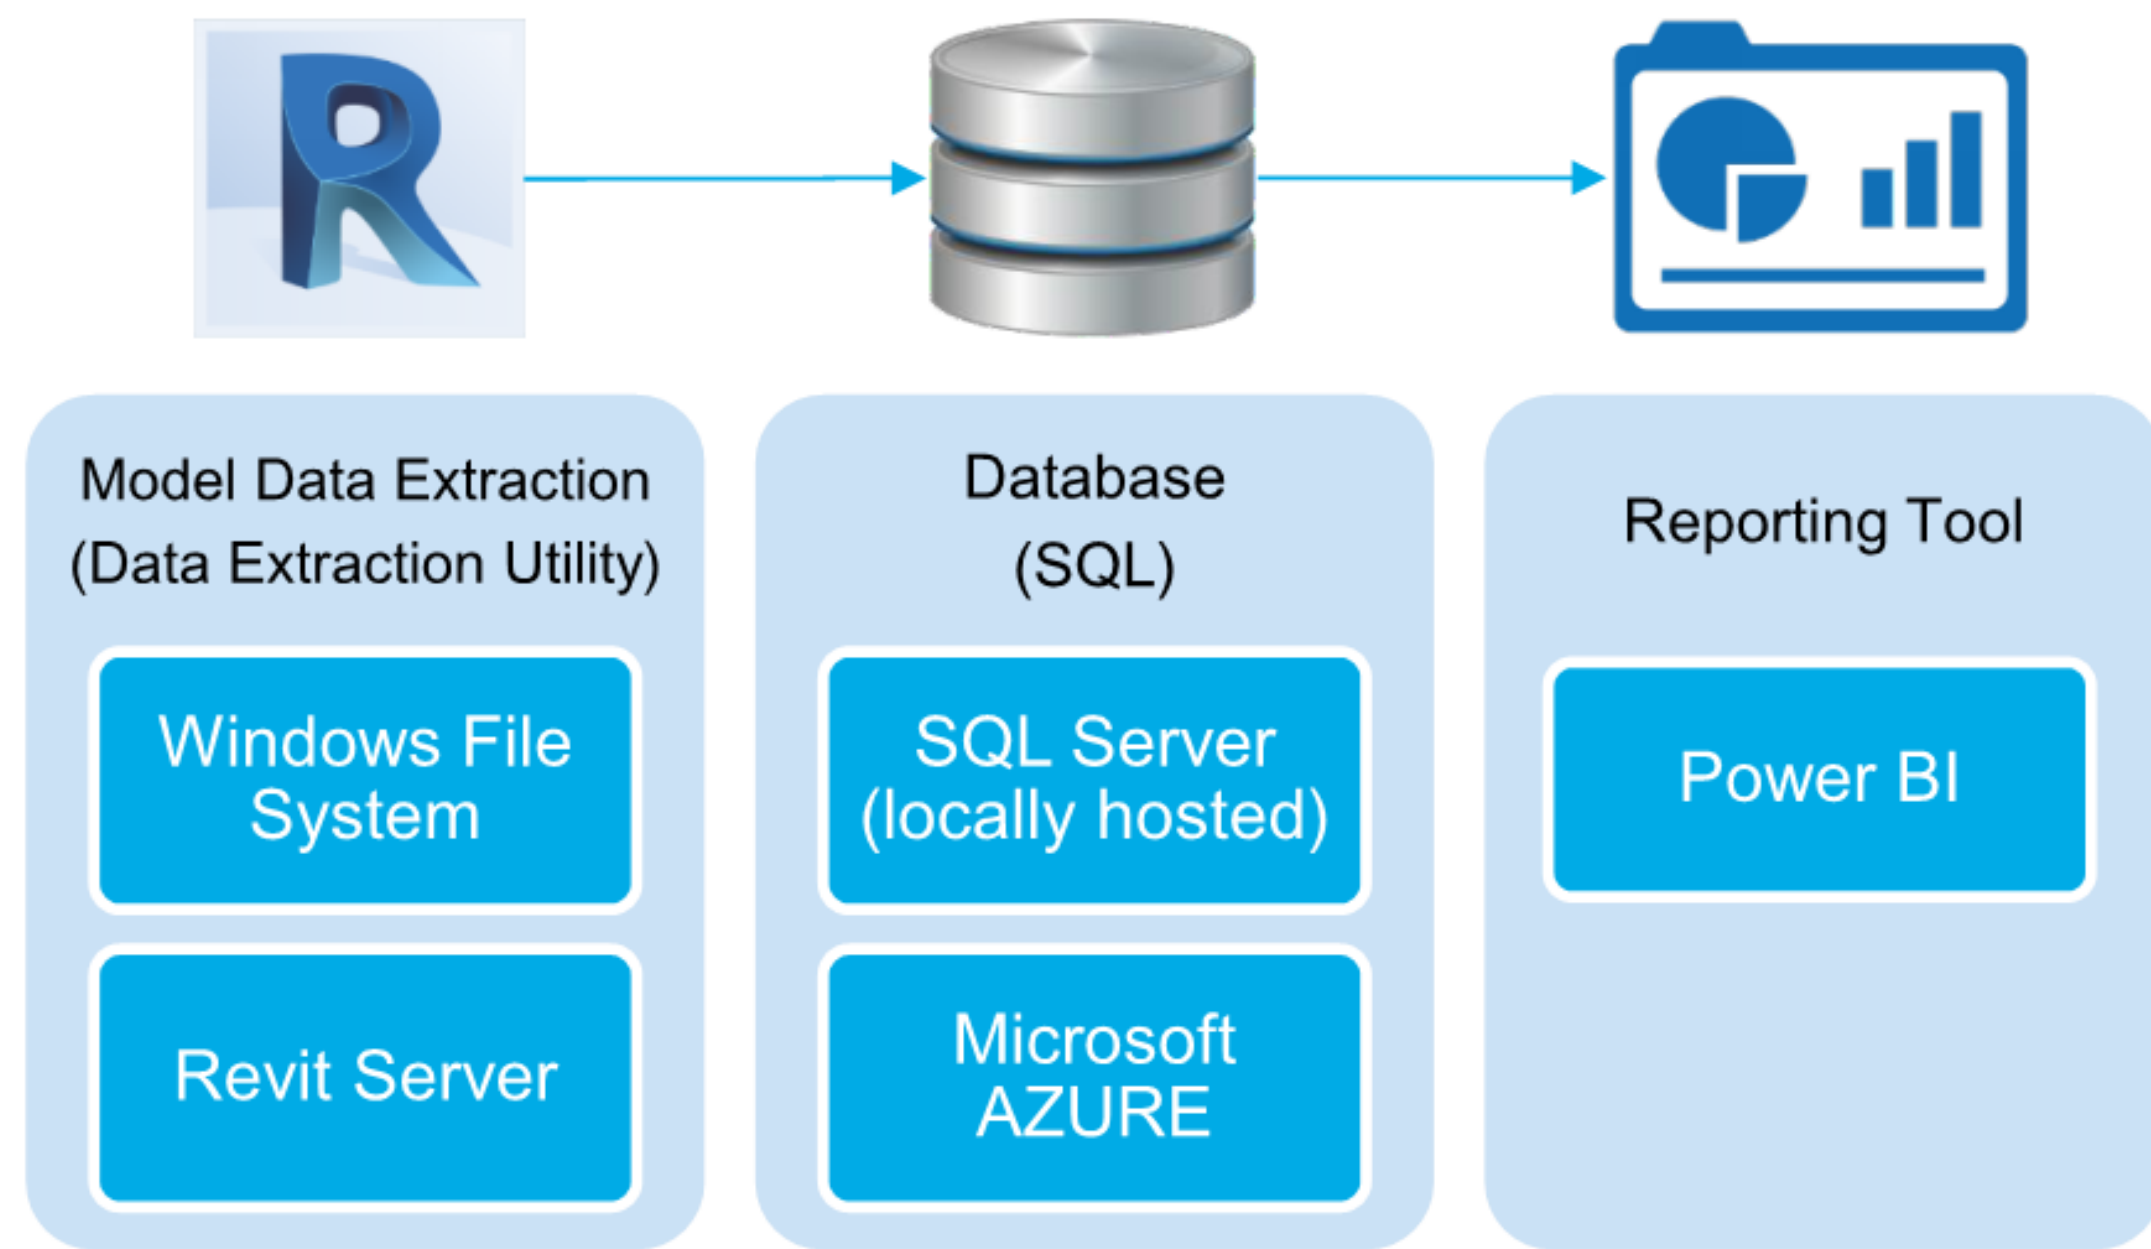 Model Data Extraction
(Data Extraction Utility)
Windows File
System
Revit Server
Database
(SQL)
SQL Server
(locally hosted)
Microsoft
AZURE
Reporting Tool
Power BI